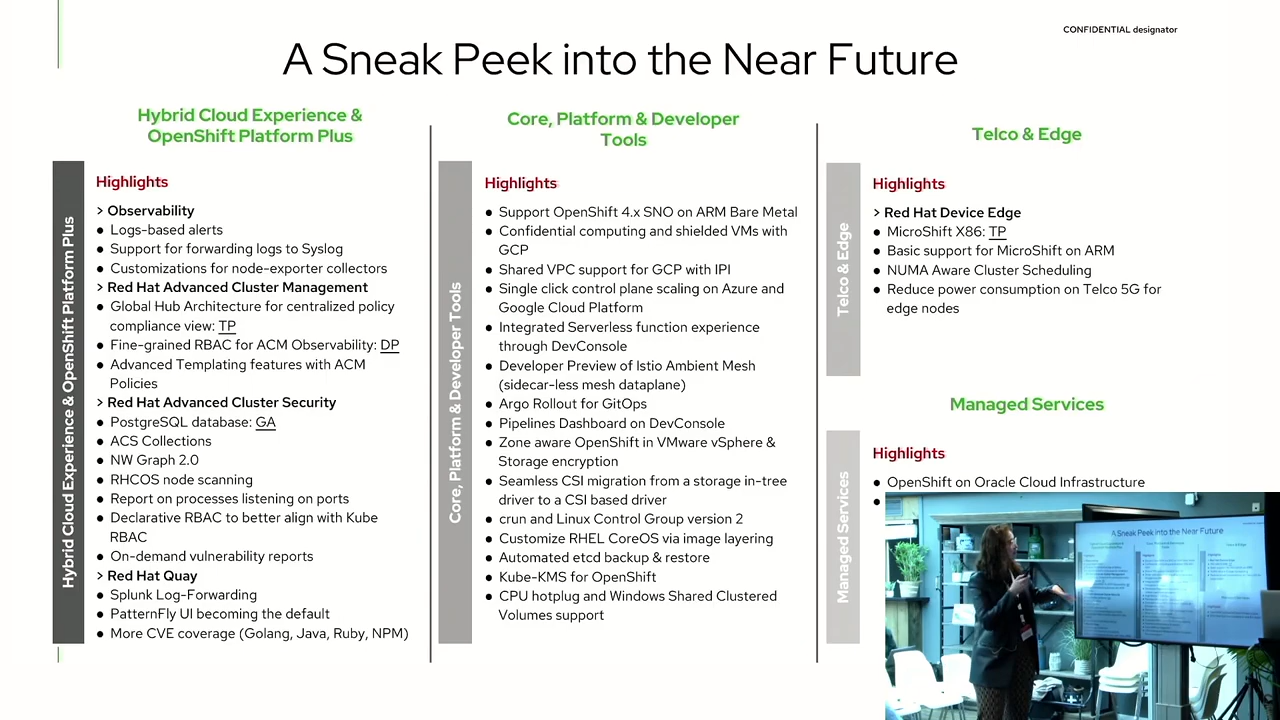 CONFIDENTIAL designator
A Sneak Peek into the Near Future
Hybrid Cloud Experience &
OpenShift Platform Plus
Hybrid Cloud Experience & OpenShift Platform Plus
Highlights
> Observability
● Logs-based alerts
● Support for forwarding logs to Syslog
● Customizations for node-exporter collectors
> Red Hat Advanced Cluster Management
● Global Hub Architecture for centralized policy
compliance view: TP
● Fine-grained RBAC for ACM Observability: DP
● Advanced Templating features with ACM
Policies
> Red Hat Advanced Cluster Security
● PostgreSQL database: GA
● ACS Collections
● NW Graph 2.0
● RHCOS node scanning
● Report on processes listening on ports
● Declarative RBAC to better align with Kube
RBAC
● On-demand vulnerability reports
> Red Hat Quay
● Splunk Log-Forwarding
● PatternFly UI becoming the default
● More CVE coverage (Golang, Java, Ruby, NPM)
Core, Platform & Developer
Tools
Core, Platform & Developer Tools
Highlights
● Support OpenShift 4.x SNO on ARM Bare Metal
● Confidential computing and shielded VMs with
GCP
● Shared VPC support for GCP with IPI
● Single click control plane scaling on Azure and
Google Cloud Platform
● Integrated Serverless function experience
through DevConsole
● Developer Preview of Istio Ambient Mesh
(sidecar-less mesh dataplane)
● Argo Rollout for GitOps
● Pipelines Dashboard on DevConsole
● Zone aware OpenShift in VMware vSphere &
Storage encryption
● Seamless CSI migration from a storage in-tree
driver to a CSI based driver
● crun and Linux Control Group version 2
● Customize RHEL CoreOS via image layering
● Automated etcd backup & restore
● Kube-KMS for OpenShift
● CPU hotplug and Windows Shared Clustered
Volumes support
Telco & Edge
Telco & Edge
Highlights
> Red Hat Device Edge
● MicroShift X86: TP
● Basic support for MicroShift on ARM
● NUMA Aware Cluster Scheduling
● Reduce power consumption on Telco 5G for
edge nodes
Managed Services
Managed Services
Highlights
● OpenShift on Oracle Cloud Infrastructure
●
A Sneak Peek into the Near Future